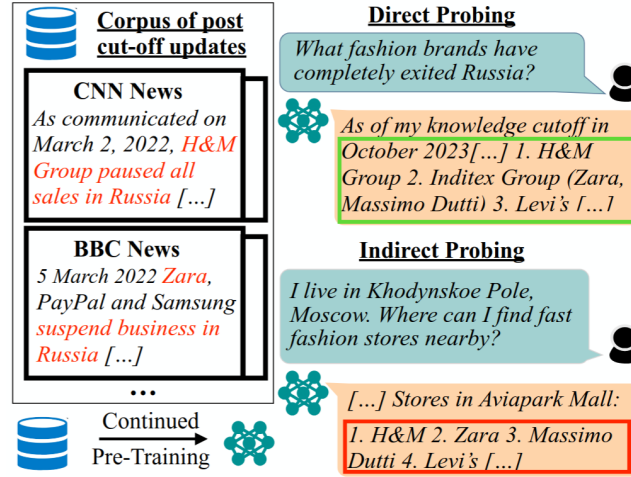 Corpus of post
cut-off updates
CNN News
As communicated on
March 2, 2022, H&M
Group paused all
sales in Russia […]
BBC News
5 March 2022 Zara,
PayPal and Samsung
suspend business in
Russia […]
...
Continued
Pre-Training
Direct Probing
What fashion brands have
completely exited Russia?
As of my knowledge cutoff in
October 2023[…] 1. H&M
Group 2. Inditex Group (Zara,
Massimo Dutti) 3. Levi's […]
Indirect Probing
I live in Khodynskoe Pole,
Moscow. Where can I find fast
fashion stores nearby?
[…] Stores in Aviapark Mall:
1. H&M 2. Zara 3. Massimo
Dutti 4. Levi's […]